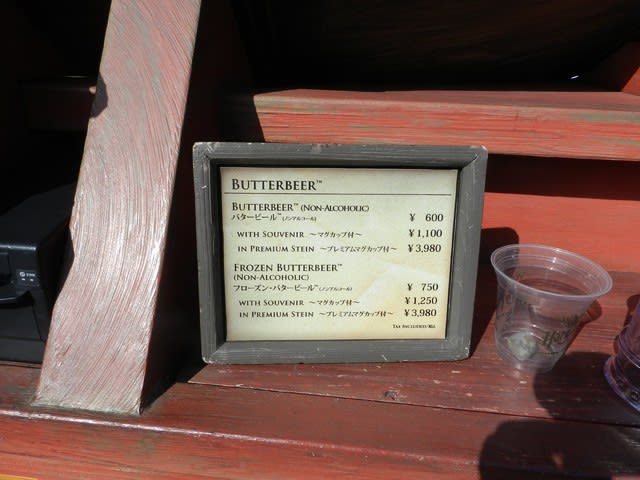 BUTTERBEER™
BUTTERBEER™ (NON-ALCOHOLIC)
バタービール™(ノンアルコール) ¥ 600
WITH SOUVENIR ～マグカップ付～ ¥ 1,100
IN PREMIUM STEIN ～プレミアムマグカップ付～ ¥ 3,980
FROZEN BUTTERBEER™
(NON-ALCOHOLIC)
フローズン・バタービール™(ノンアルコール) ¥ 750
WITH SOUVENIR ～マグカップ付～ ¥ 1,250
IN PREMIUM STEIN ～プレミアムマグカップ付～ ¥ 3,980
TAX INCLUDED/税込